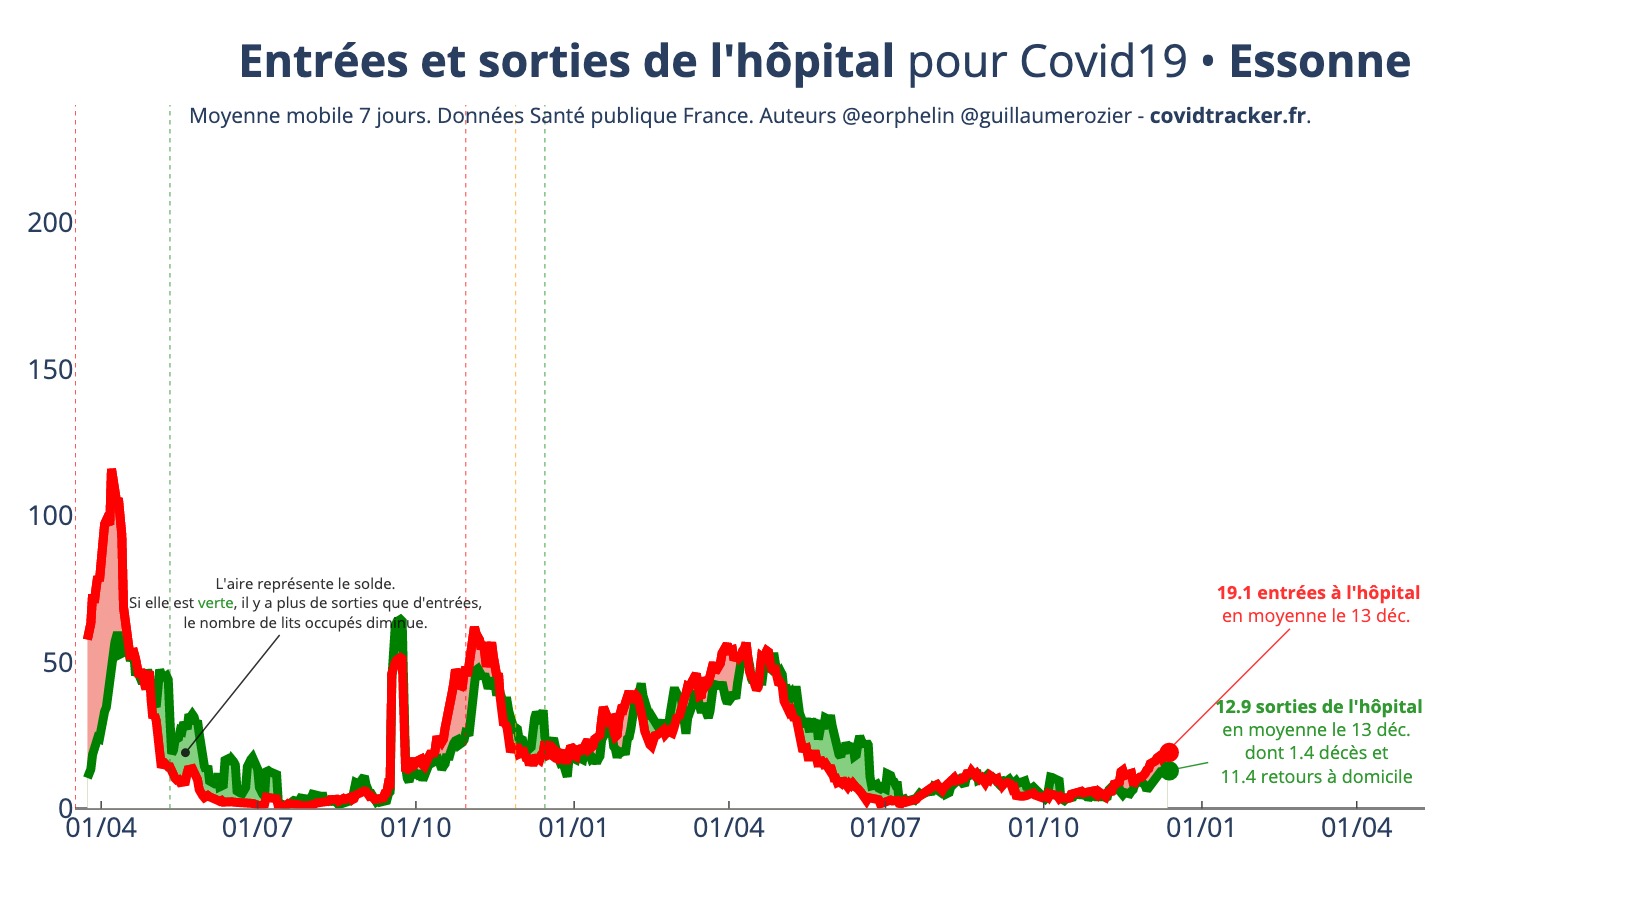 Entrées et sorties de l'hôpital pour Covid19 • Essonne
Moyenne mobile 7 jours. Données Santé publique France. Auteurs @eorphelin @guillaumerozier - covidtracker.fr.
200
150
100
50
0
L'aire représente le solde.
Si elle est verte, il y a plus de sorties que d'entrées,
le nombre de lits occupés diminue.
19.1 entrées à l'hôpital
en moyenne le 13 déc.
12.9 sorties de l'hôpital
en moyenne le 13 déc.
dont 1.4 décès et
11.4 retours à domicile
01/04 01/07 01/10 01/01 01/04 01/07 01/10 01/01 01/04